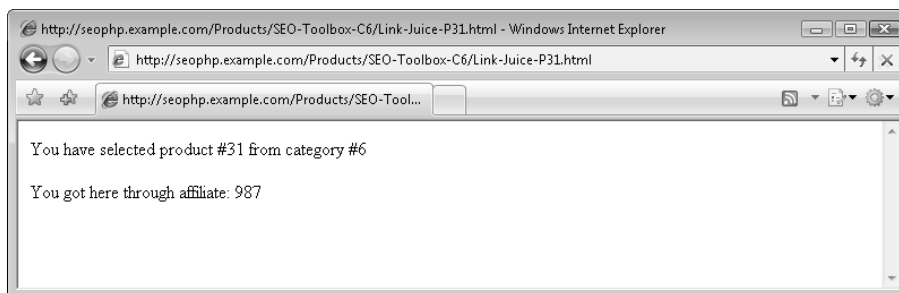 http://seophp.example.com/Products/SEO-Toolbox-C6/Link-Juice-P31.html - Windows Internet Explorer
http://seophp.example.com/Products/SEO-Toolbox-C6/Link-Juice-P31.html
http://seophp.example.com/Products/SEO-Tool...
You have selected product #31 from category #6
You got here through affiliate: 987